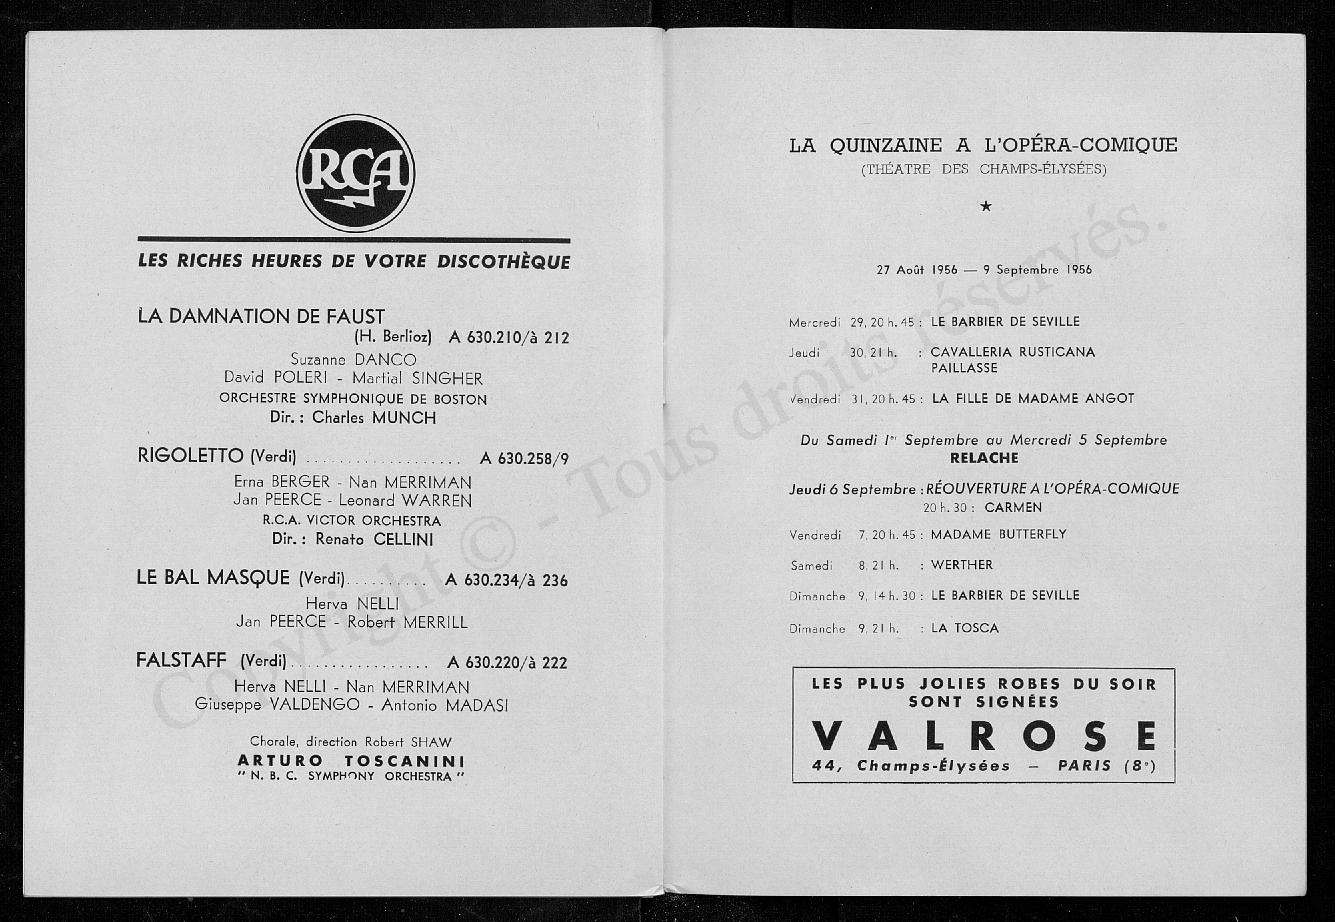 RCA
LES RICHES HEURES DE VOTRE DISCOTHÈQUE
LA DAMNATION DE FAUST
(H. Berlioz) A 630.210/à 212
Suzanne DANCO
David POLERI - Martial SINGHER
ORCHESTRE SYMPHONIQUE DE BOSTON
Dir. : Charles MUNCH
RIGOLETTO (Verdi) ................... A 630.258/9
Erna BERGER - Nan MERRIMAN
Jan PEERCE - Leonard WARREN
R.C.A. VICTOR ORCHESTRA
Dir. : Renato CELLINI
LE BAL MASQUE (Verdi).......... A 630.234/à 236
Herva NELLI
Jan PEERCE - Robert MERRILL
FALSTAFF (Verdi)................. A 630.220/à 222
Herva NELLI - Nan MERRIMAN
Giuseppe VALDENGO - Antonio MADASI
Chorale, direction Robert SHAW
ARTURO TOSCANINI
" N. B. C. SYMPHONY ORCHESTRA "
LA QUINZAINE A L'OPÉRA-COMIQUE
(THÉATRE DES CHAMPS-ÉLYSÉES)
★
27 Août 1956 — 9 Septembre 1956
Mercredi 29, 20 h. 45 : LE BARBIER DE SEVILLE
Jeudi 30, 21 h. : CAVALLERIA RUSTICANA
PAILLASSE
Vendredi 31, 20 h. 45 : LA FILLE DE MADAME ANGOT
Du Samedi 1er Septembre au Mercredi 5 Septembre
RELACHE
Jeudi 6 Septembre : RÉOUVERTURE A L'OPÉRA-COMIQUE
20 h. 30 : CARMEN
Vendredi 7, 20 h. 45 : MADAME BUTTERFLY
Samedi 8, 21 h. : WERTHER
Dimanche 9, 14 h. 30 : LE BARBIER DE SEVILLE
Dimanche 9, 21 h. : LA TOSCA
LES PLUS JOLIES ROBES DU SOIR
SONT SIGNÉES
VALROSE
44, Champs-Élysées — PARIS (8e)
Copyright © - Tous droits réservés.